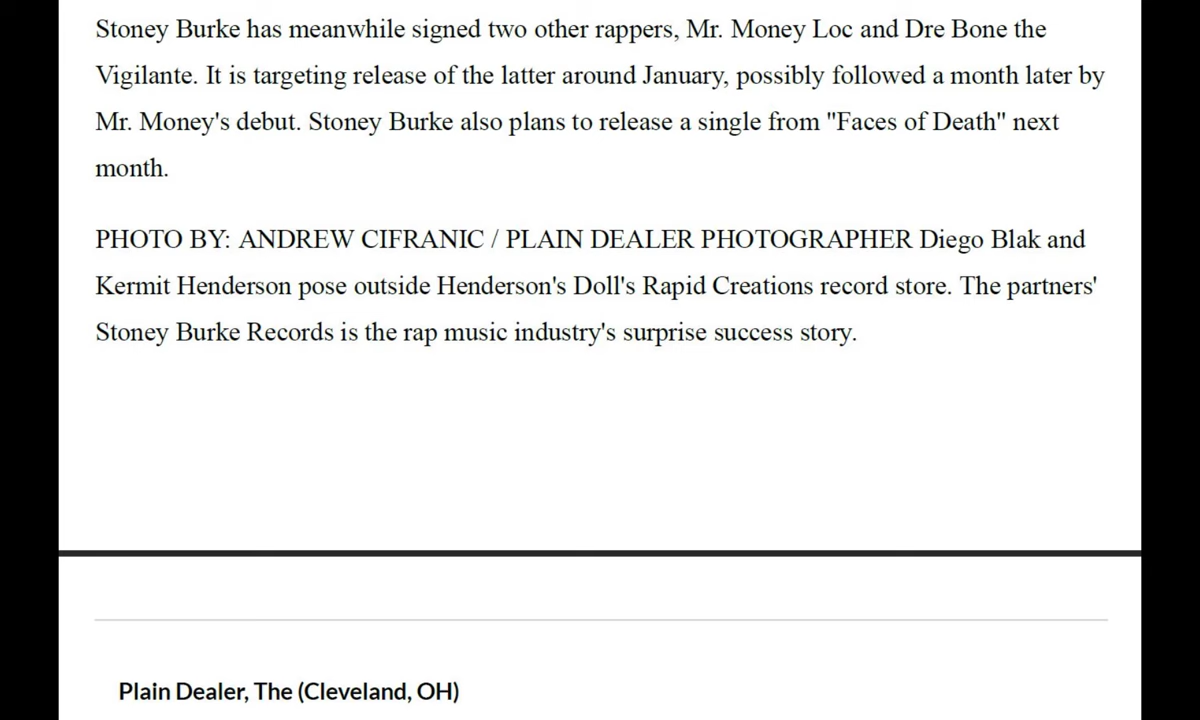 Stoney Burke has meanwhile signed two other rappers, Mr. Money Loc and Dre Bone the
Vigilante. It is targeting release of the latter around January, possibly followed a month later by
Mr. Money's debut. Stoney Burke also plans to release a single from "Faces of Death" next
month.
PHOTO BY: ANDREW CIFRANIC / PLAIN DEALER PHOTOGRAPHER Diego Blak and
Kermit Henderson pose outside Henderson's Doll's Rapid Creations record store. The partners'
Stoney Burke Records is the rap music industry's surprise success story.
Plain Dealer, The (Cleveland, OH)